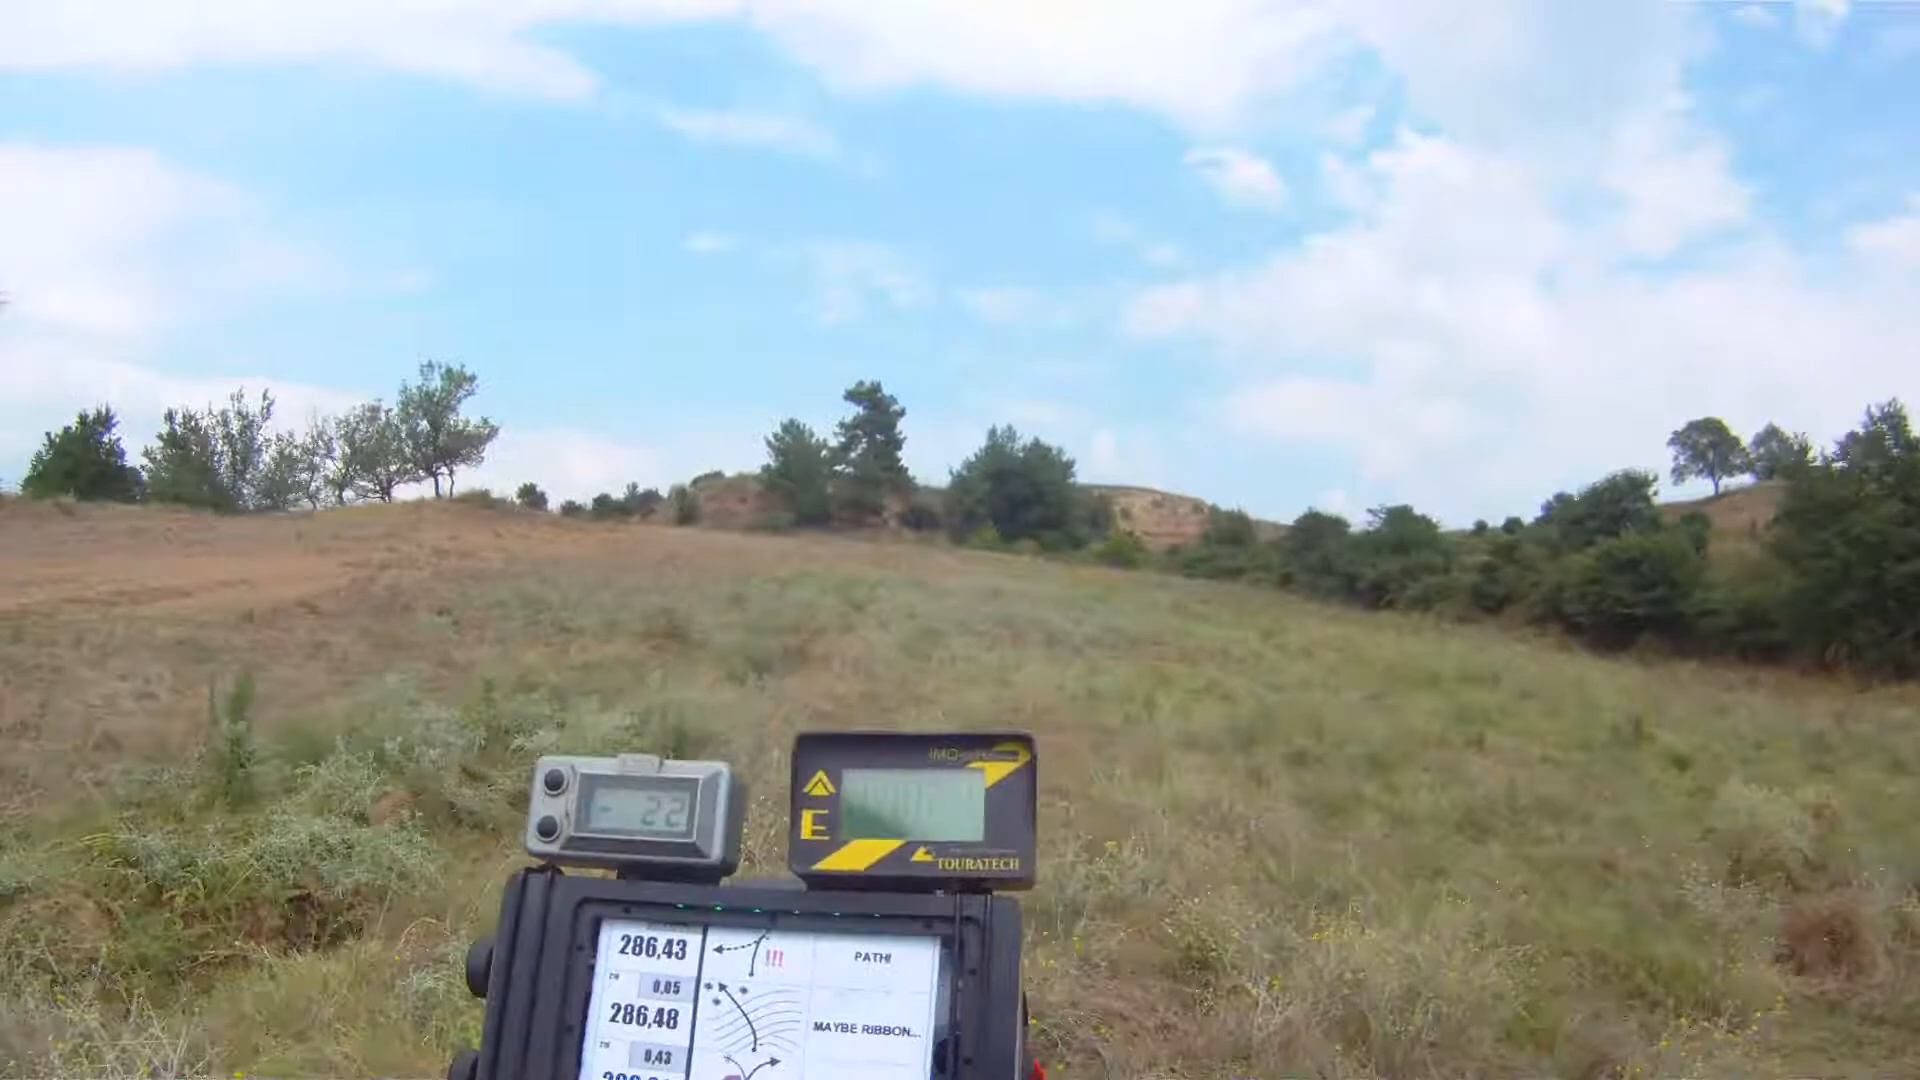 IMO
- 22
E
TOURATECH
286,43
!!!
PATH!
0,05
286,48
MAYBE RIBBON...
0,43